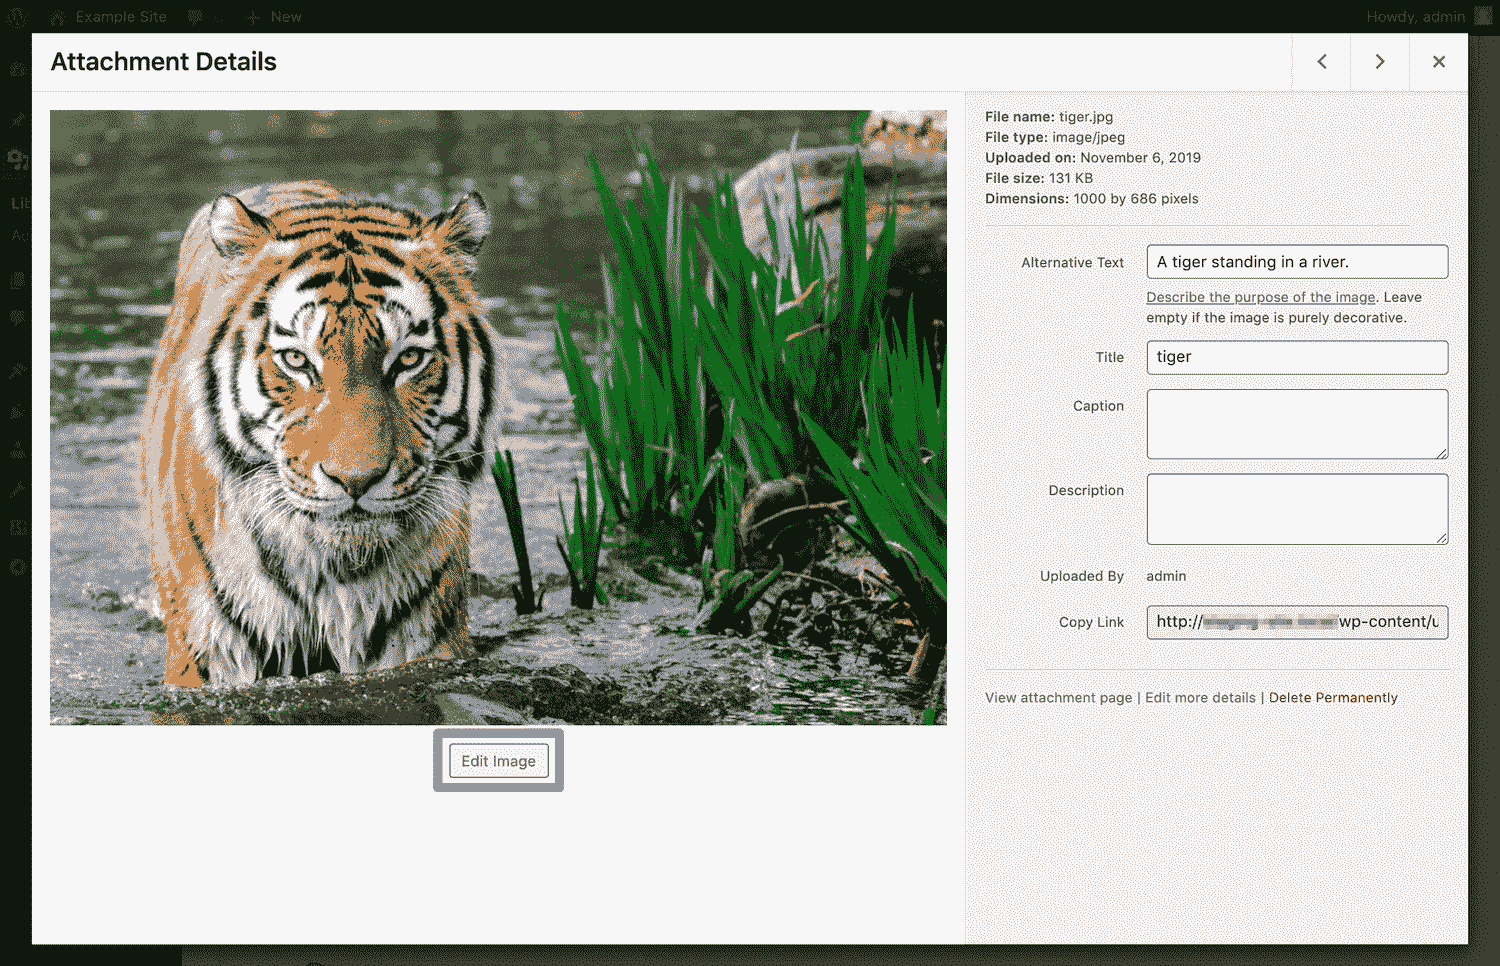 Example Site
New
Howdy, admin
Attachment Details
File name: tiger.jpg
File type: image/jpeg
Uploaded on: November 6, 2019
File size: 131 KB
Dimensions: 1000 by 686 pixels
Alternative Text
A tiger standing in a river.
Describe the purpose of the image. Leave
empty if the image is purely decorative.
Title
tiger
Caption
Description
Uploaded By
admin
Copy Link
http://
wp-content/u
View attachment page | Edit more details | Delete Permanently
Edit Image